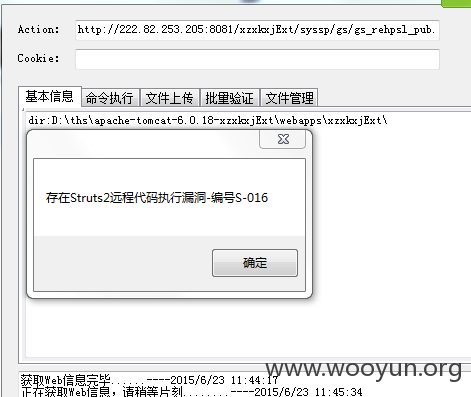 Action: http://222.82.253.205:8081/xzxkxjExt/syssp/gs/gs_rehpsl_pub.
Cookie:
基本信息 命令执行 文件上传 批量验证 文件管理
dir:D:\ths\apache-tomcat-6.0.18-xzxkxjExt\webapps\xzxkxjExt\
存在Struts2远程代码执行漏洞-编号S-016
确定
www.wooyun.org
获取Web信息完毕......----2015/6/23 11:44:17
正在获取Web信息，请稍等片刻........----2015/6/23 11:45:34